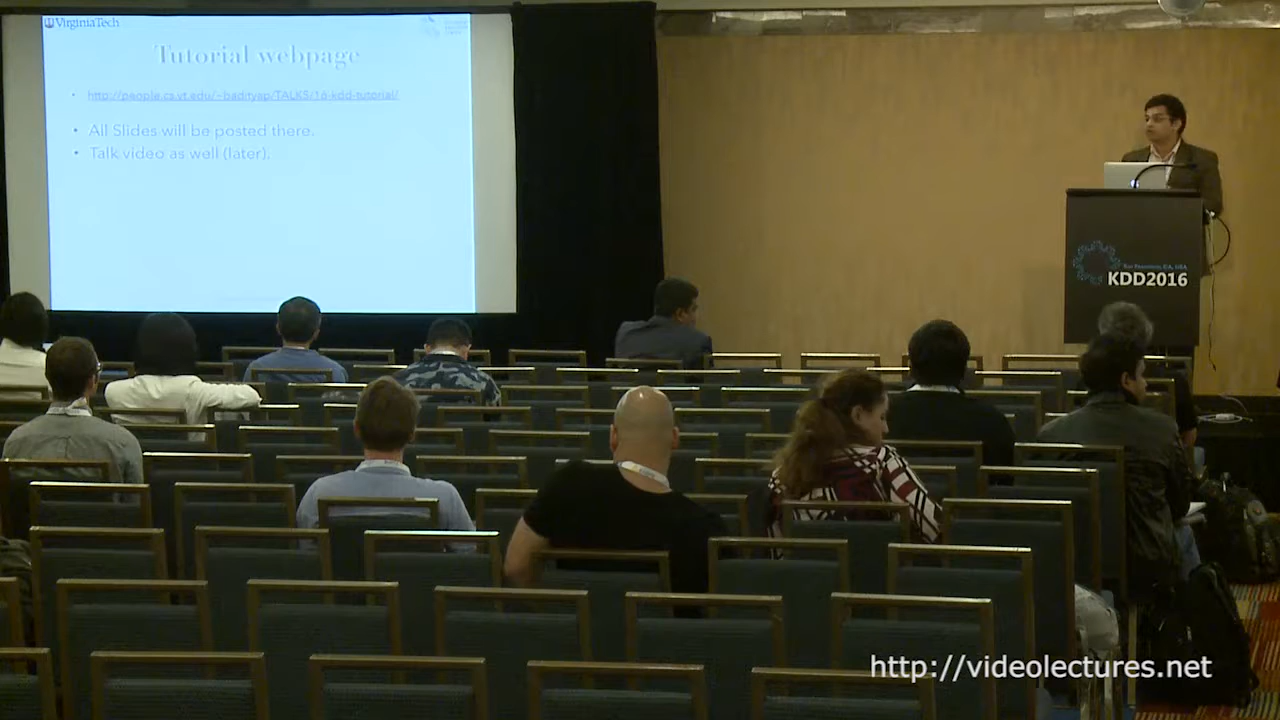 VirginiaTech
Tutorial webpage
• http://people.cs.vt.edu/~badityap/TALKS/16-kdd-tutorial/
• All Slides will be posted there.
• Talk video as well (later).
KDD2016
http://videolectures.net